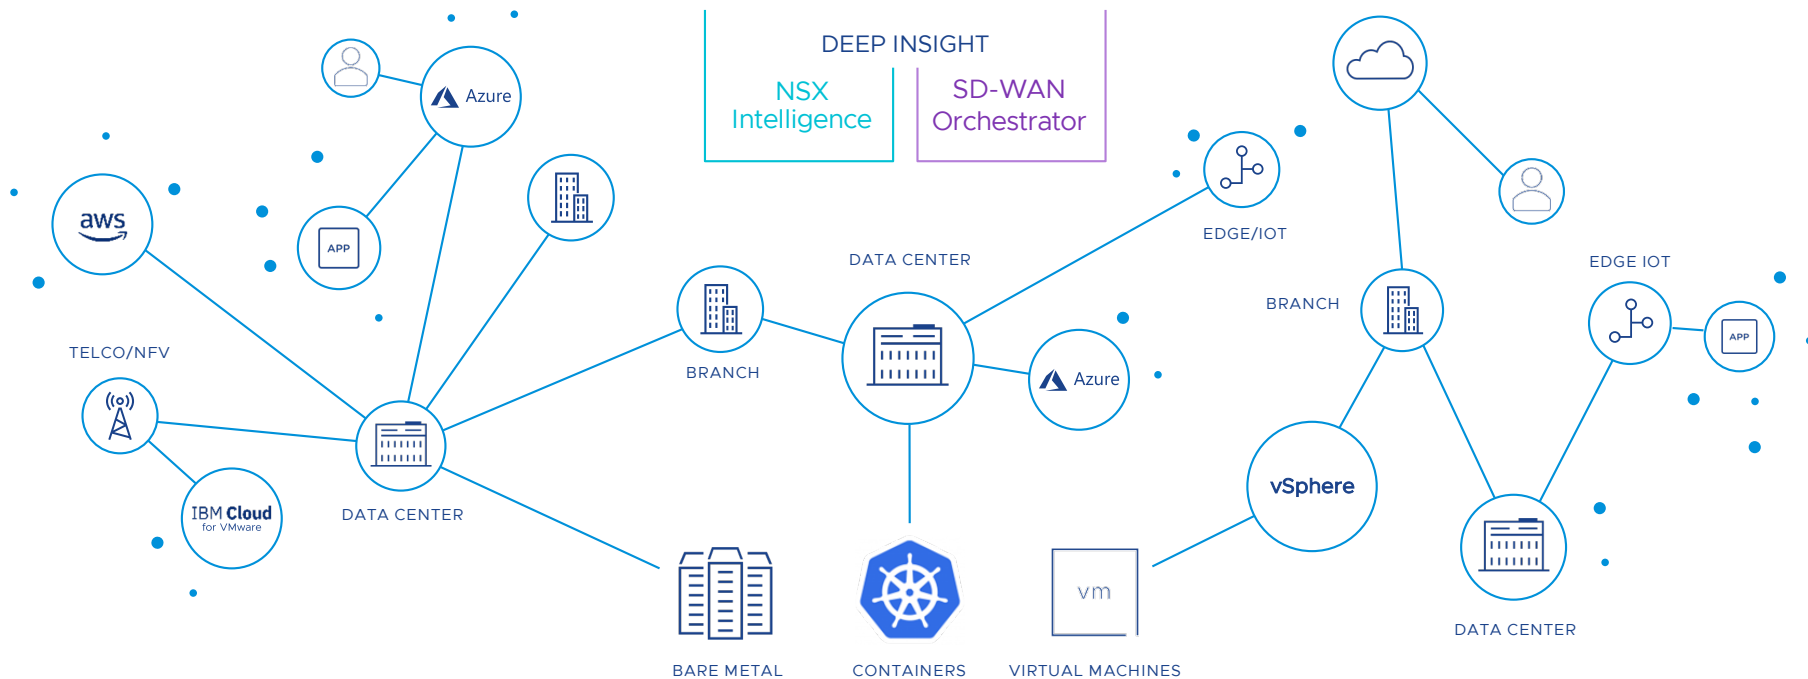 DEEP INSIGHT
NSX
Intelligence
SD-WAN
Orchestrator
Azure
aws
APP
EDGE/IOT
DATA CENTER
EDGE IOT
BRANCH
TELCO/NFV
BRANCH
Azure
APP
IBM Cloud
for VMware
DATA CENTER
vSphere
vm
DATA CENTER
BARE METAL
CONTAINERS
VIRTUAL MACHINES